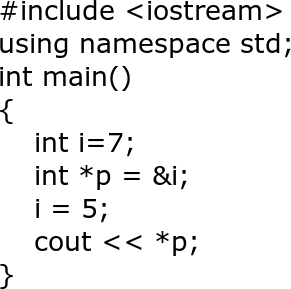 #include <iostream>
using namespace std;
int main()
{
    int i=7;
    int *p = &i;
    i = 5;
    cout << *p;
}